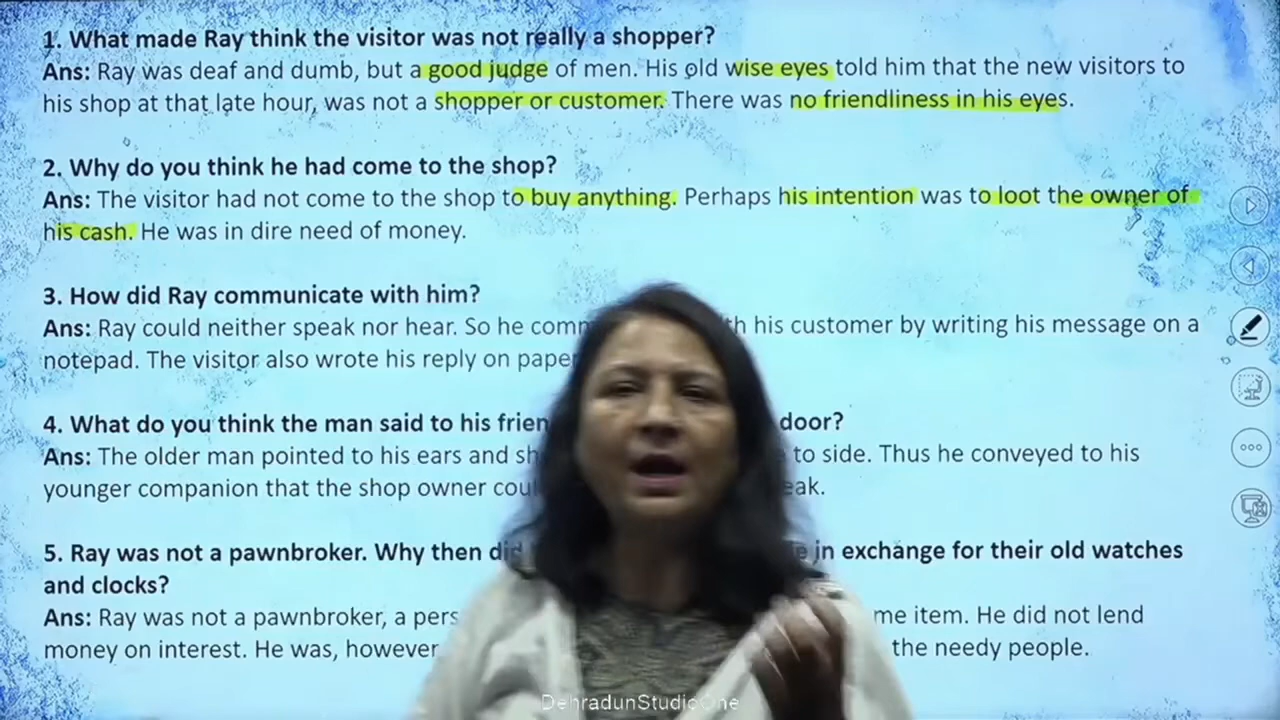 1. What made Ray think the visitor was not really a shopper?
Ans: Ray was deaf and dumb, but a good judge of men. His old wise eyes told him that the new visitors to
his shop at that late hour, was not a shopper or customer. There was no friendliness in his eyes.
2. Why do you think he had come to the shop?
Ans: The visitor had not come to the shop to buy anything. Perhaps his intention was to loot the owner of
his cash. He was in dire need of money.
3. How did Ray communicate with him?
Ans: Ray could neither speak nor hear. So he his customer by writing his message on a
notepad. The visitor also wrote his reply on paper
4. What do you think the man said to his door?
Ans: The older man pointed to his ears and to side. Thus he conveyed to his
younger companion that the shop owner
5. Ray was not a pawnbroker. Why then in exchange for their old watches
and clocks?
Ans: Ray was not a pawnbroker, a item. He did not lend
money on interest. He was, however the needy people.
DehradunStudioOne